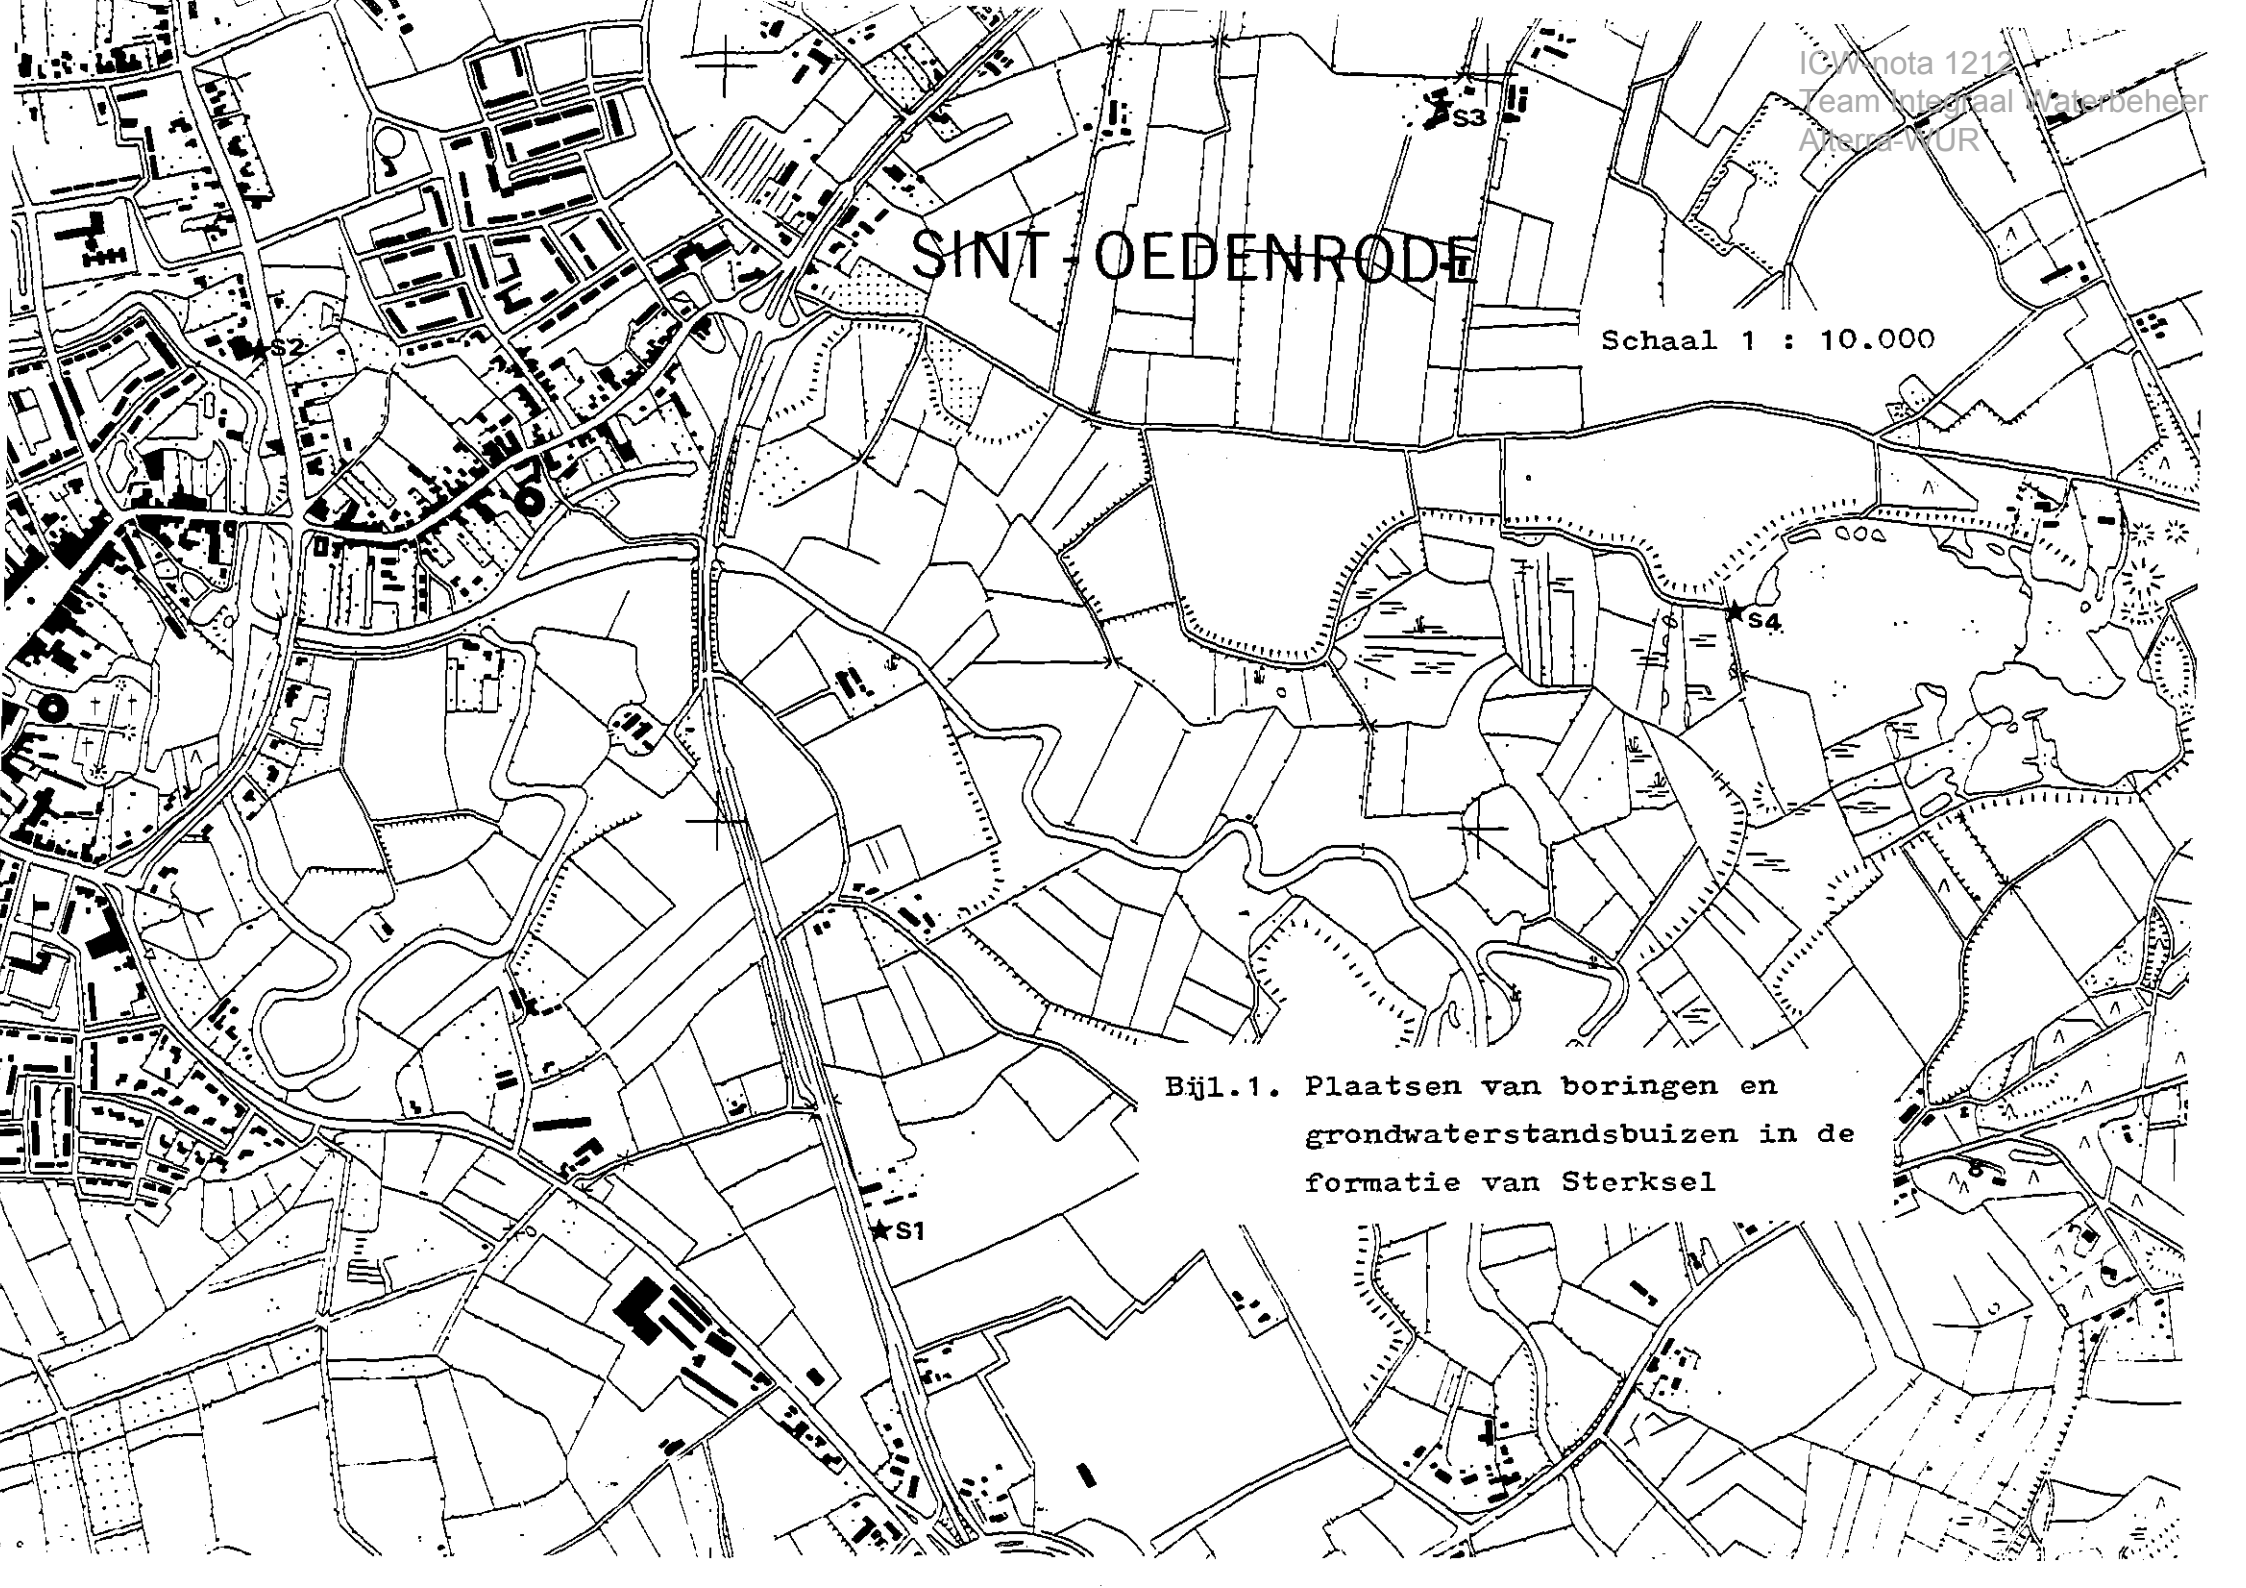 ICW-nota 1212
Team Integraal Waterbeheer
Alterra-WUR
S3
SINT-OEDENRODE
Schaal 1 : 10.000
S2
S4
Bijl.1. Plaatsen van boringen en
grondwaterstandsbuizen in de
formatie van Sterksel
S1